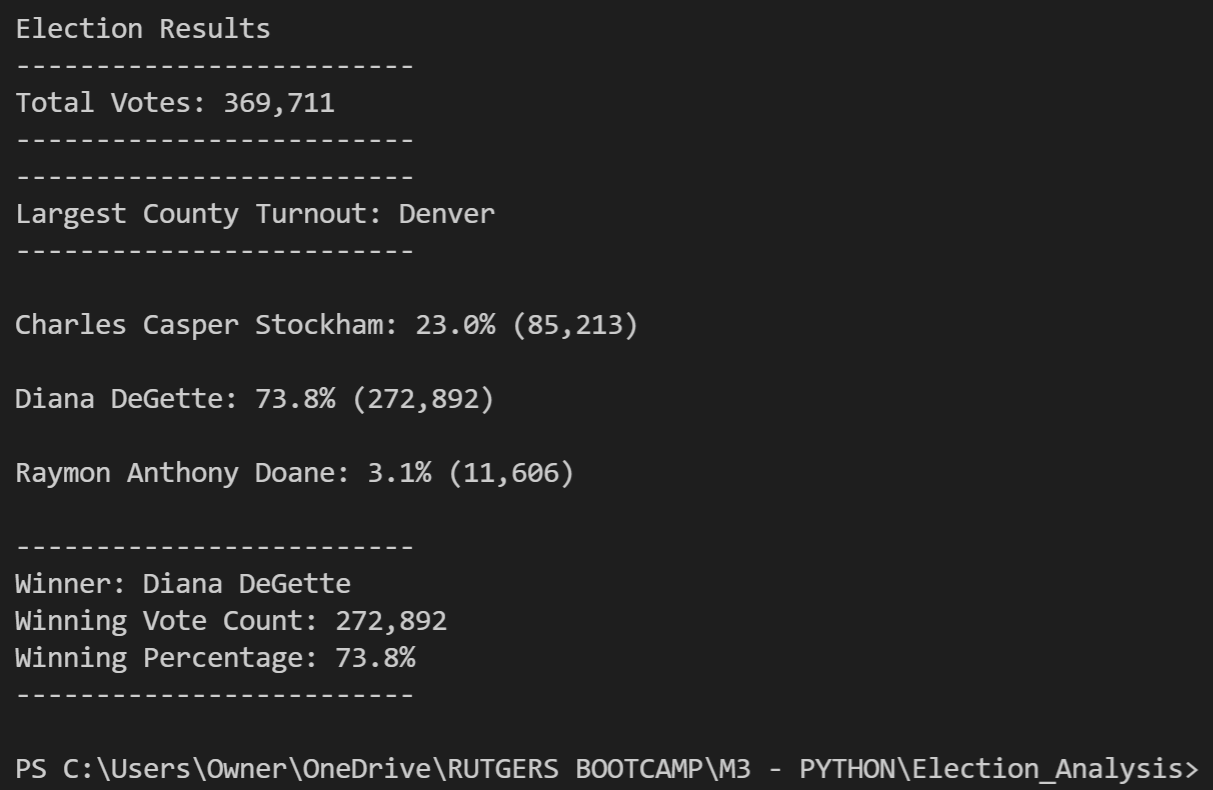 Election Results
-------------------------
Total Votes: 369,711
-------------------------
-------------------------
Largest County Turnout: Denver
-------------------------
Charles Casper Stockham: 23.0% (85,213)
Diana DeGette: 73.8% (272,892)
Raymon Anthony Doane: 3.1% (11,606)
-------------------------
Winner: Diana DeGette
Winning Vote Count: 272,892
Winning Percentage: 73.8%
-------------------------
PS C:\Users\Owner\OneDrive\RUTGERS BOOTCAMP\M3 - PYTHON\Election_Analysis>